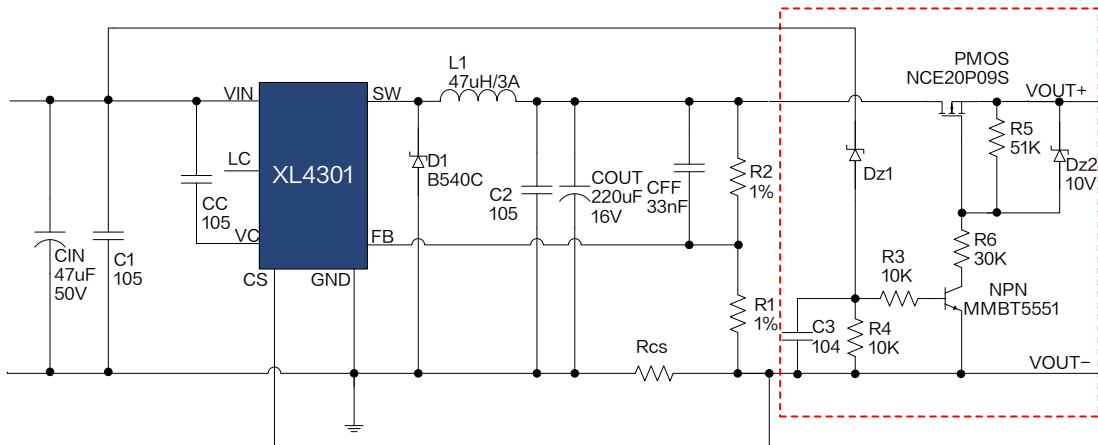 L1
47uH/3A
PMOS
NCE20P09S
VIN
SW
VOUT+
R5
51K
LC
XL4301
D1
B540C
R2
1%
Dz1
Dz2
10V
CC
105
C2
105
COUT
220uF
16V
CFF
33nF
VC
FB
CIN
47uF
50V
C1
105
CS
GND
R6
30K
R3
10K
NPN
MMBT5551
R1
1%
C3
104
R4
10K
Rcs
VOUT−